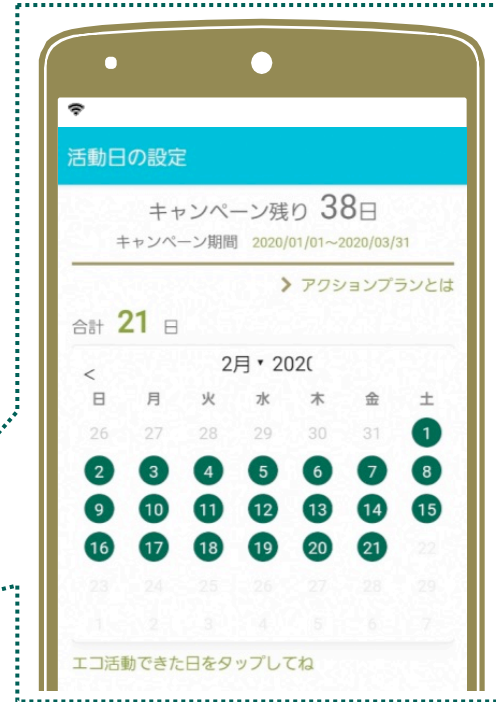 活動日の設定
キャンペーン残り 38日
キャンペーン期間 2020/01/01~2020/03/31
アクションプランとは
合計 21 日
< 2月 2020
日 月 火 水 木 金 土
26 27 28 29 30 31 1
2 3 4 5 6 7 8
9 10 11 12 13 14 15
16 17 18 19 20 21 22
23 24 25 26 27 28 29
1 2 3 4 5 6 7
エコ活動できた日をタップしてね